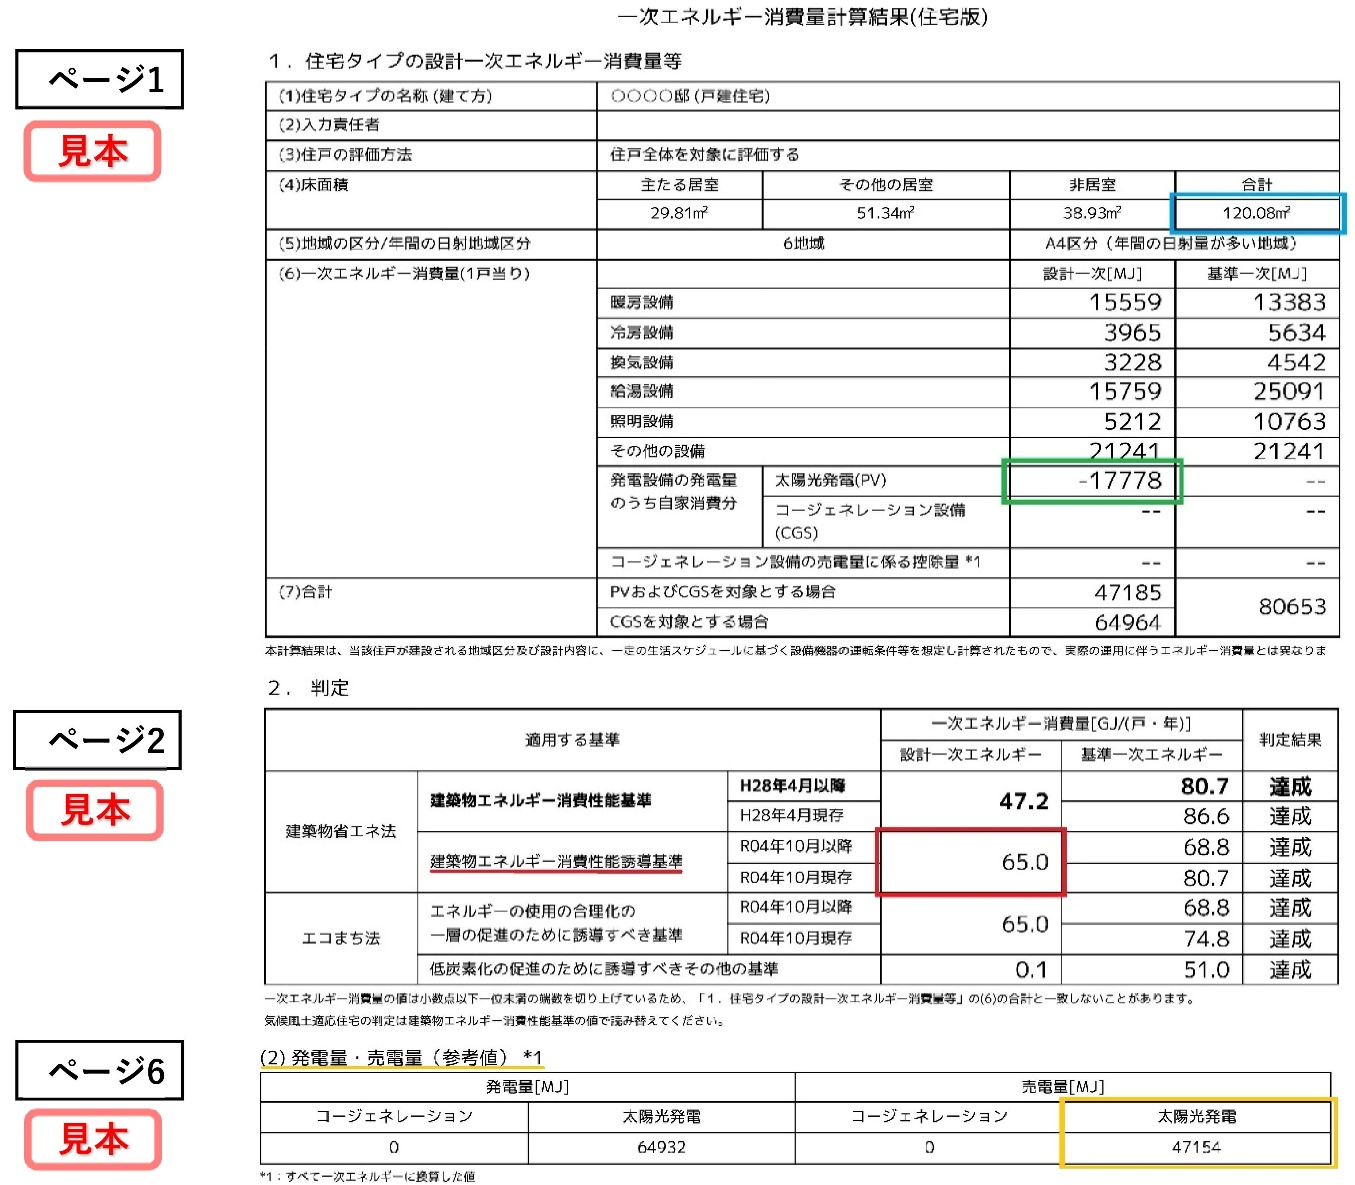 一次エネルギー消費量計算結果(住宅版)
ページ1
見本
1. 住宅タイプの設計一次エネルギー消費量等
(1)住宅タイプの名称(建て方) 〇〇〇〇邸(戸建住宅)
(2)入力責任者
(3)住戸の評価方法 住戸全体を対象に評価する
(4)床面積 主たる居室 その他の居室 非居室 合計
29.81㎡ 51.34㎡ 38.93㎡ 120.08㎡
(5)地域の区分/年間の日射地域区分 6地域 A4区分(年間の日射量が多い地域)
(6)一次エネルギー消費量(1戸当り) 設計一次[MJ] 基準一次[MJ]
暖房設備 15559 13383
冷房設備 3965 5634
換気設備 3228 4542
給湯設備 15759 25091
照明設備 5212 10763
その他の設備 21241 21241
発電設備の発電量 太陽光発電(PV) -17778 --
のうち自家消費分 コージェネレーション設備 -- --
(CGS)
コージェネレーション設備の売電量に係る控除量 *1 -- --
(7)合計 PVおよびCGSを対象とする場合 47185 80653
CGSを対象とする場合 64964
本計算結果は、当該住戸が建設される地域区分及び設計内容に、一定の生活スケジュールに基づく設備機器の運転条件等を想定し計算されたもので、実際の運用に伴うエネルギー消費量とは異なりま
ページ2
見本
2. 判定
適用する基準 一次エネルギー消費量[GJ/(戸・年)] 判定結果
設計一次エネルギー 基準一次エネルギー
建築物省エネ法 建築物エネルギー消費性能基準 H28年4月以降 47.2 80.7 達成
H28年4月現存 86.6 達成
建築物エネルギー消費性能誘導基準 R04年10月以降 65.0 68.8 達成
R04年10月現存 80.7 達成
エコまち法 エネルギーの使用の合理化の R04年10月以降 65.0 68.8 達成
一層の促進のために誘導すべき基準 R04年10月現存 74.8 達成
低炭素化の促進のために誘導すべきその他の基準 0.1 51.0 達成
一次エネルギー消費量の値は小数点以下一位未満の端数を切り上げているため、「1. 住宅タイプの設計一次エネルギー消費量等」の(6)の合計と一致しないことがあります。
気候風土適応住宅の判定は建築物エネルギー消費性能基準の値で読み替えてください。
ページ6
見本
(2) 発電量・売電量(参考値) *1
発電量[MJ] 売電量[MJ]
コージェネレーション 太陽光発電 コージェネレーション 太陽光発電
0 64932 0 47154
*1:すべて一次エネルギーに換算した値